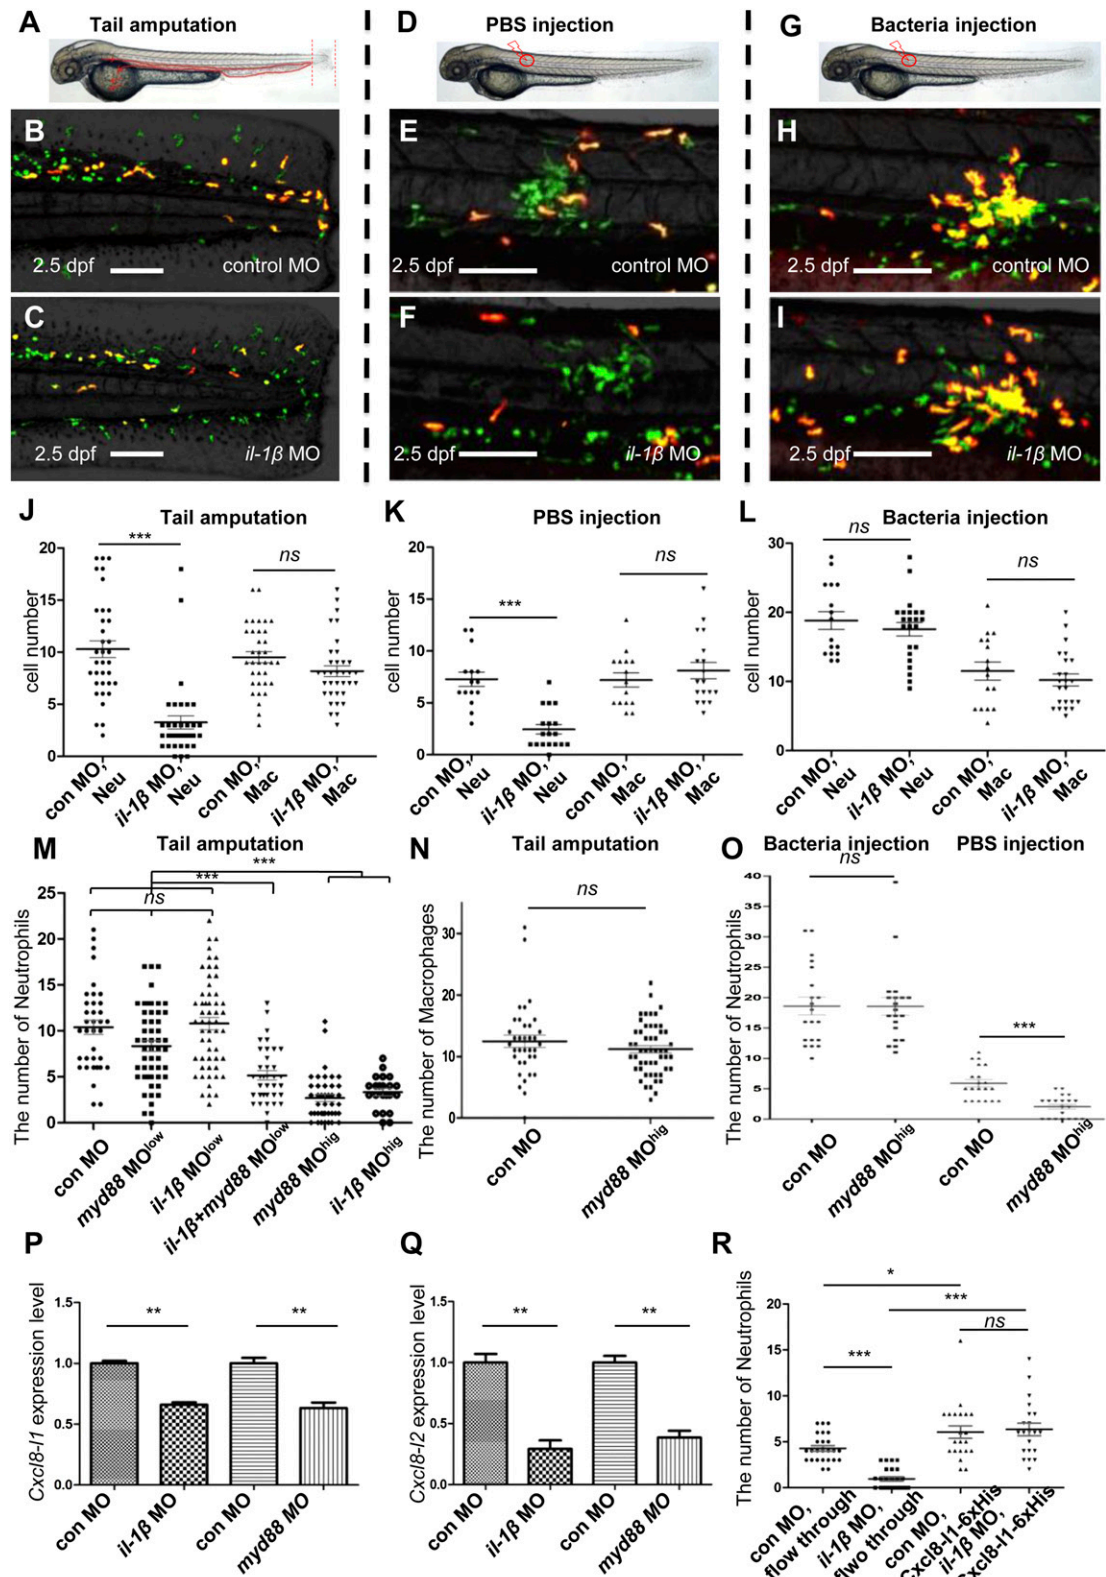 A Tail amputation
D PBS injection
G Bacteria injection
B
2.5 dpf control MO
E
2.5 dpf control MO
H
2.5 dpf control MO
C
2.5 dpf il-1β MO
F
2.5 dpf il-1β MO
I
2.5 dpf il-1β MO
J Tail amputation
cell number
20
15
10
5
0
***
ns
con MO, Neu
il-1β MO, Neu
con MO, Mac
il-1β MO, Mac
K PBS injection
cell number
20
15
10
5
0
***
ns
con MO, Neu
il-1β MO, Neu
con MO, Mac
il-1β MO, Mac
L Bacteria injection
cell number
30
20
10
0
ns
ns
con MO, Neu
il-1β MO, Neu
con MO, Mac
il-1β MO, Mac
M Tail amputation
The number of Neutrophils
25
20
15
10
5
0
***
***
ns
con MO
myd88 MOlow
il-1β MOlow
il-1β+myd88 MOlow
myd88 MOhig
il-1β MOhig
N Tail amputation
The number of Macrophages
30
20
10
0
ns
con MO
myd88 MOhig
O Bacteria injection PBS injection
The number of Neutrophils
40
35
30
25
20
15
10
5
0
ns
***
con MO
myd88 MOhig
con MO
myd88 MOhig
P
Cxcl8-l1 expression level
1.5
1.0
0.5
0.0
**
**
con MO
il-1β MO
con MO
myd88 MO
Q
Cxcl8-l2 expression level
1.5
1.0
0.5
0.0
**
**
con MO
il-1β MO
con MO
myd88 MO
R
The number of Neutrophils
20
15
10
5
0
*
***
ns
***
con MO, flow through
il-1β MO, flwo through
con MO, Cxcl8-l1-6xHis
il-1β MO, Cxcl8-l1-6xHis